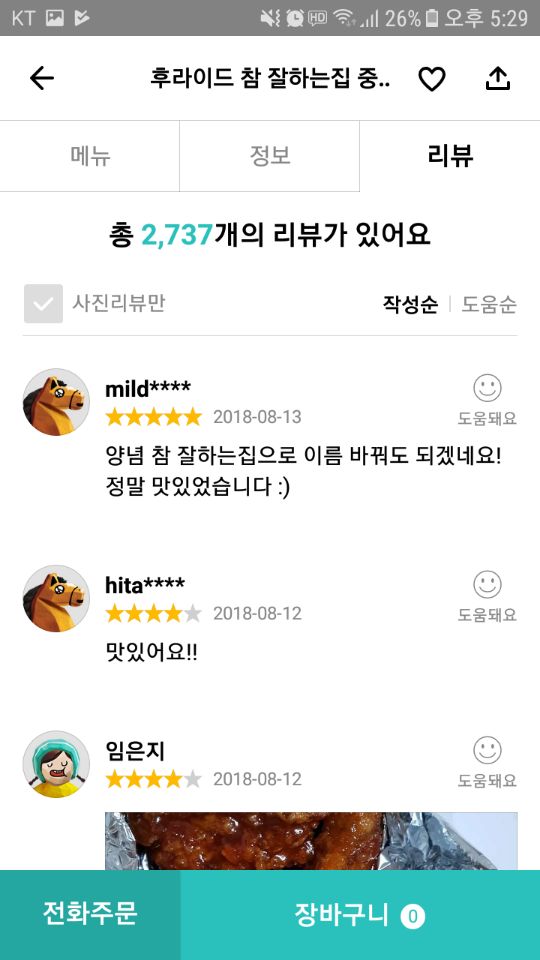 KT HD 26% 오후 5:29
후라이드 참 잘하는집 중..
메뉴 정보 리뷰
총 2,737개의 리뷰가 있어요
사진리뷰만 작성순 도움순
mild****
2018-08-13 도움돼요
양념 참 잘하는집으로 이름 바꿔도 되겠네요!
정말 맛있었습니다 :)
hita****
2018-08-12 도움돼요
맛있어요!!
임은지
2018-08-12 도움돼요
전화주문 장바구니 0